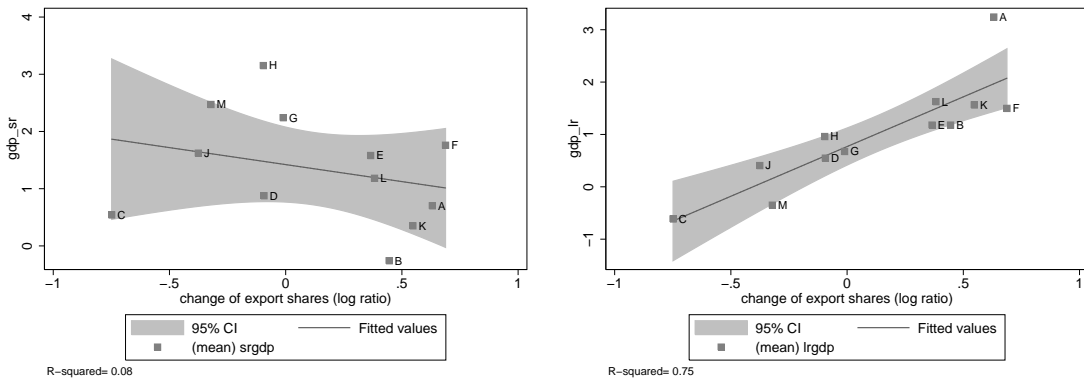 4
3
2
1
0
gdp_sr
H
M
G
J
E
F
L
D
C
A
K
B
−1
−.5
0
.5
1
change of export shares (log ratio)
95% CI
Fitted values
(mean) srgdp
R−squared= 0.08
3
2
1
0
−1
gdp_lr
A
L
K
F
E
B
H
G
D
J
M
C
−1
−.5
0
.5
1
change of export shares (log ratio)
95% CI
Fitted values
(mean) lrgdp
R−squared= 0.75